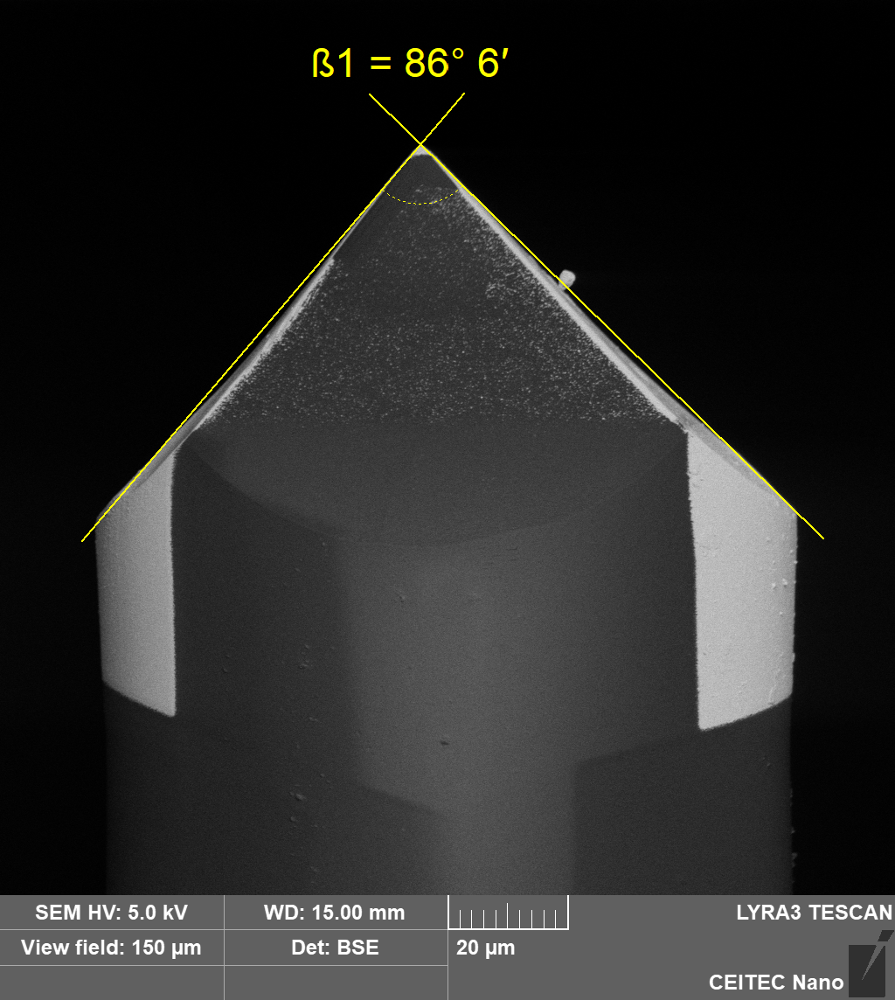 ß1 = 86° 6′
SEM HV: 5.0 kV
WD: 15.00 mm
LYRA3 TESCAN
View field: 150 µm
Det: BSE
20 µm
CEITEC Nano